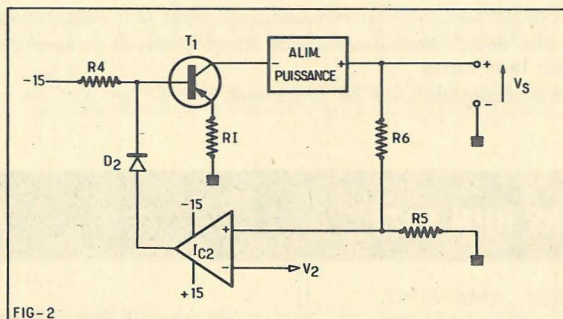 T1
R4
-15
- ALIM. +
PUISSANCE
+
VS
-
RI
R6
D2
-15
IC2
+
-
+15
V2
R5
FIG-2